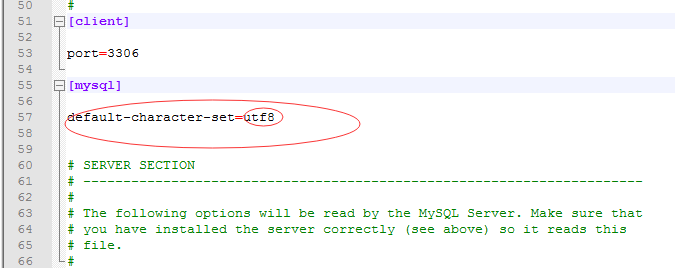 50 #
51 [client]
52
53 port=3306
54
55 [mysql]
56
57 default-character-set=utf8
58
59
60 # SERVER SECTION
61 # ----------------------------------------------------------------------
62 #
63 # The following options will be read by the MySQL Server. Make sure that
64 # you have installed the server correctly (see above) so it reads this
65 # file.
66 #